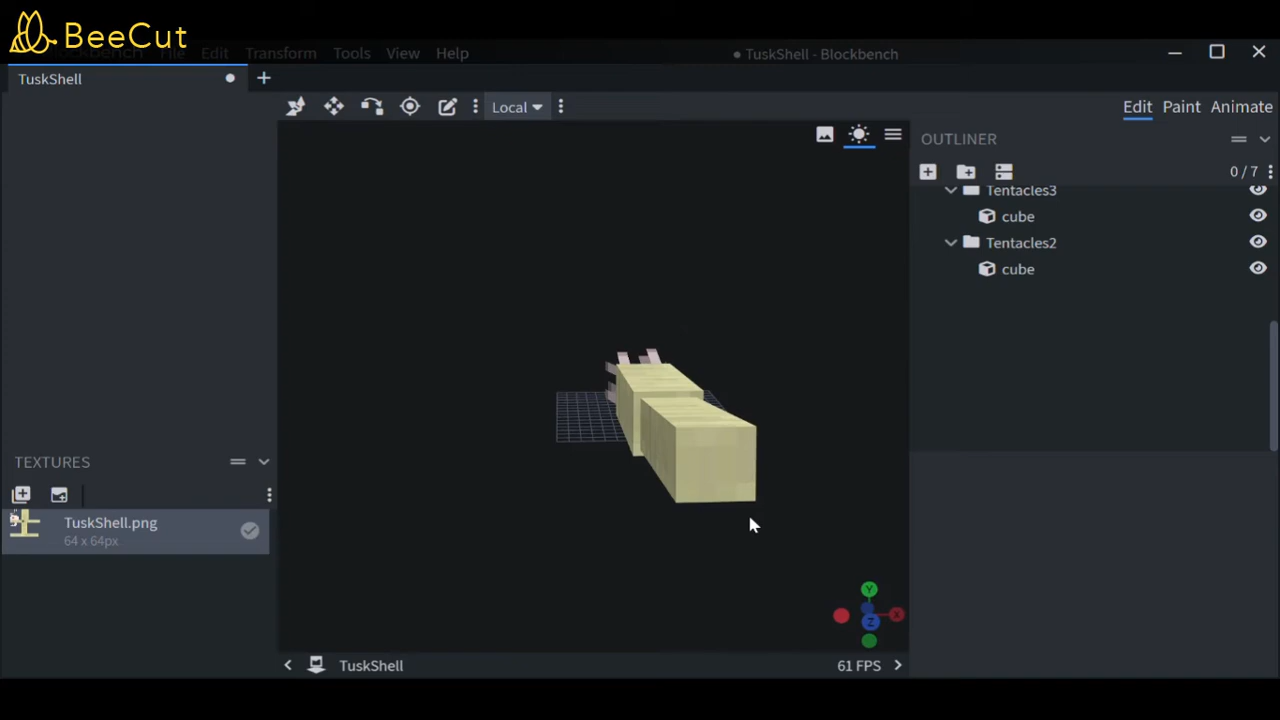 BeeCut
File Edit Transform Tools View Help
TuskShell - Blockbench
TuskShell
Local
Edit Paint Animate
OUTLINER
0 / 7
Tentacles3
cube
Tentacles2
cube
TEXTURES
TuskShell.png
64 x 64px
Y
X
Z
TuskShell
61 FPS